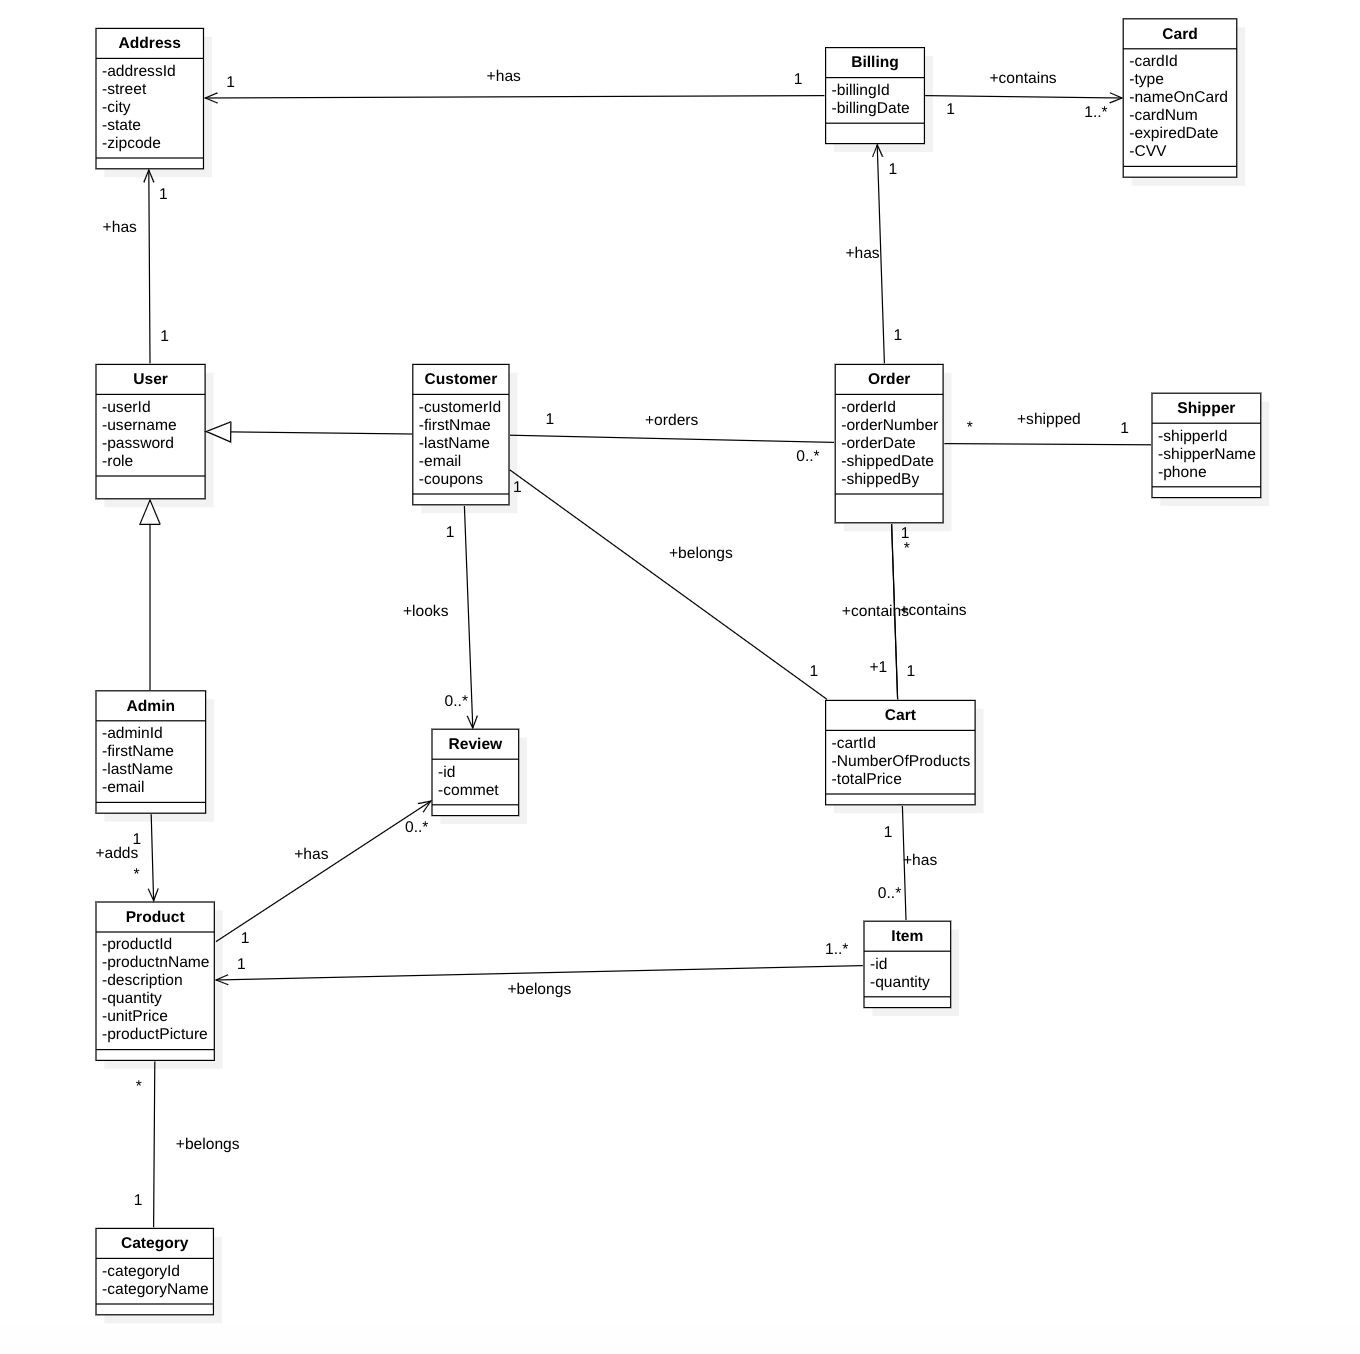 Address
-addressId
-street
-city
-state
-zipcode
1
+has
1
Billing
-billingId
-billingDate
+contains
1
1..*
Card
-cardId
-type
-nameOnCard
-cardNum
-expiredDate
-CVV
1
+has
1
1
+has
1
User
-userId
-username
-password
-role
Customer
-customerId
-firstNmae
-lastName
-email
-coupons
1
+orders
0..*
Order
-orderId
-orderNumber
-orderDate
-shippedDate
-shippedBy
*
+shipped
1
Shipper
-shipperId
-shipperName
-phone
1
1
+looks
0..*
+belongs
1
1
*
+contains
+contains
+1
1
Admin
-adminId
-firstName
-lastName
-email
Review
-id
-commet
Cart
-cartId
-NumberOfProducts
-totalPrice
1
+adds
*
+has
0..*
1
1
+has
0..*
Product
-productId
-productnName
-description
-quantity
-unitPrice
-productPicture
1
+belongs
1..*
Item
-id
-quantity
*
+belongs
1
Category
-categoryId
-categoryName